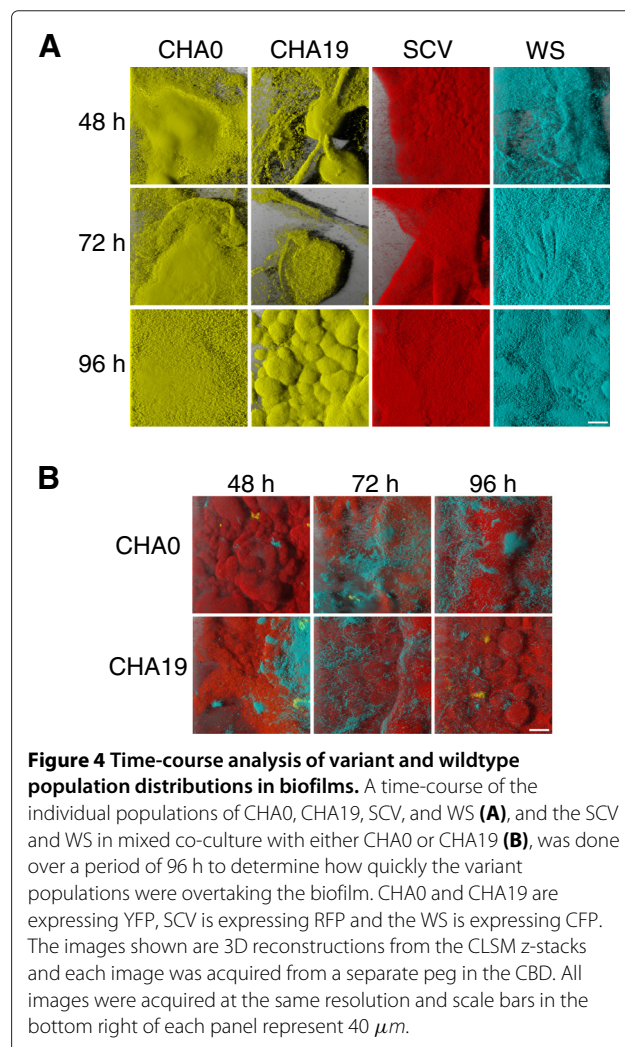 A
CHA0 CHA19 SCV WS
48 h
72 h
96 h
B
48 h 72 h 96 h
CHA0
CHA19
Figure 4 Time-course analysis of variant and wildtype
population distributions in biofilms. A time-course of the
individual populations of CHA0, CHA19, SCV, and WS (A), and the SCV
and WS in mixed co-culture with either CHA0 or CHA19 (B), was done
over a period of 96 h to determine how quickly the variant
populations were overtaking the biofilm. CHA0 and CHA19 are
expressing YFP, SCV is expressing RFP and the WS is expressing CFP.
The images shown are 3D reconstructions from the CLSM z-stacks
and each image was acquired from a separate peg in the CBD. All
images were acquired at the same resolution and scale bars in the
bottom right of each panel represent 40 μm.